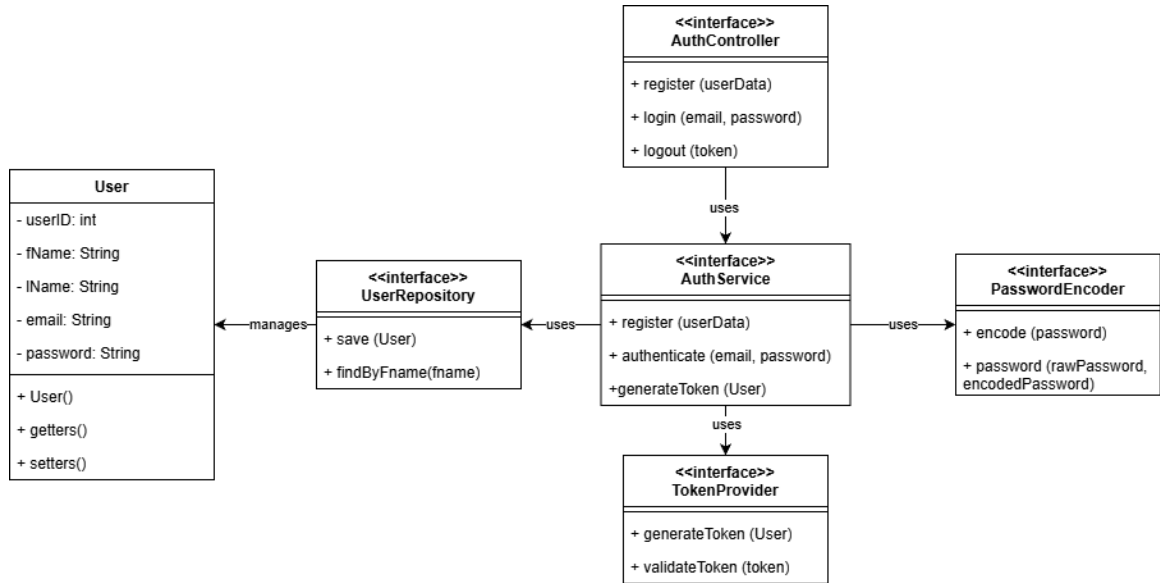 <<interface>>
AuthController
+ register (userData)
+ login (email, password)
+ logout (token)
uses
User
- userID: int
- fName: String
- lName: String
- email: String
- password: String
+ User()
+ getters()
+ setters()
manages
<<interface>>
UserRepository
+ save (User)
+ findByFname(fname)
uses
<<interface>>
AuthService
+ register (userData)
+ authenticate (email, password)
+generateToken (User)
uses
<<interface>>
PasswordEncoder
+ encode (password)
+ password (rawPassword,
encodedPassword)
uses
<<interface>>
TokenProvider
+ generateToken (User)
+ validateToken (token)